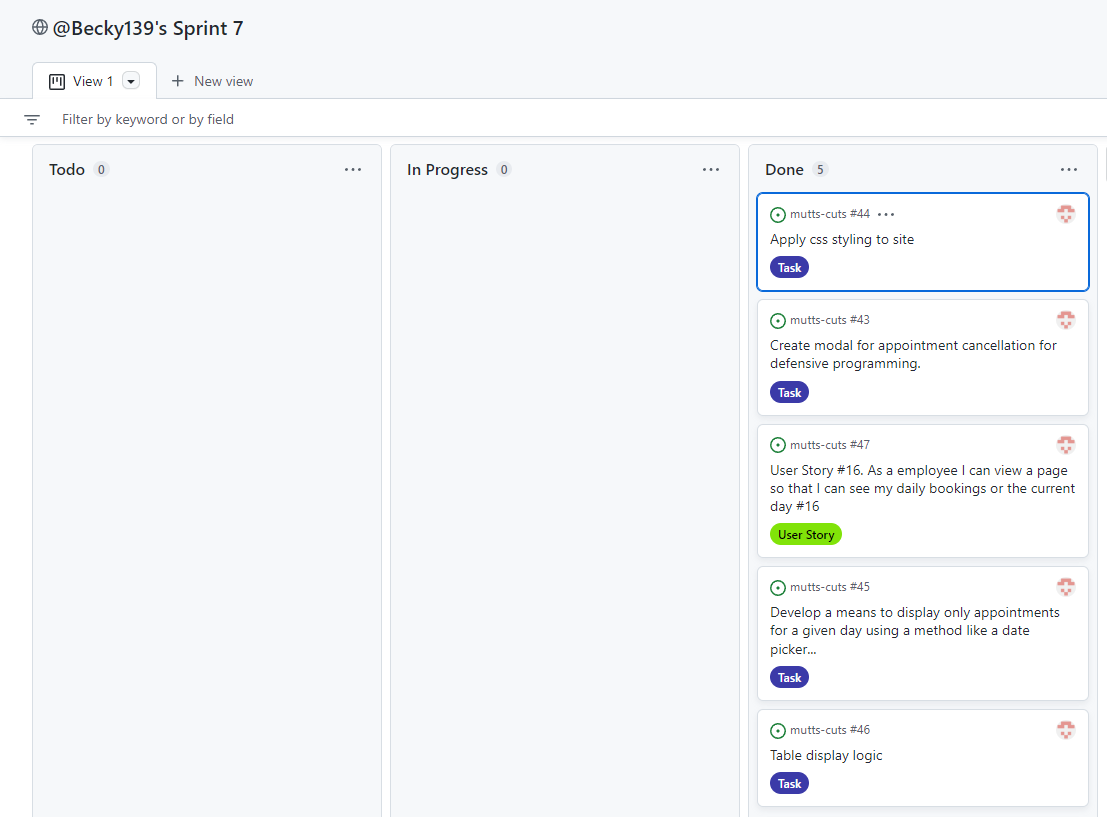 @Becky139's Sprint 7
View 1
New view
Filter by keyword or by field
Todo 0
In Progress 0
Done 5
mutts-cuts #44
Apply css styling to site
Task
mutts-cuts #43
Create modal for appointment cancellation for
defensive programming.
Task
mutts-cuts #47
User Story #16. As a employee I can view a page
so that I can see my daily bookings or the current
day #16
User Story
mutts-cuts #45
Develop a means to display only appointments
for a given day using a method like a date
picker...
Task
mutts-cuts #46
Table display logic
Task